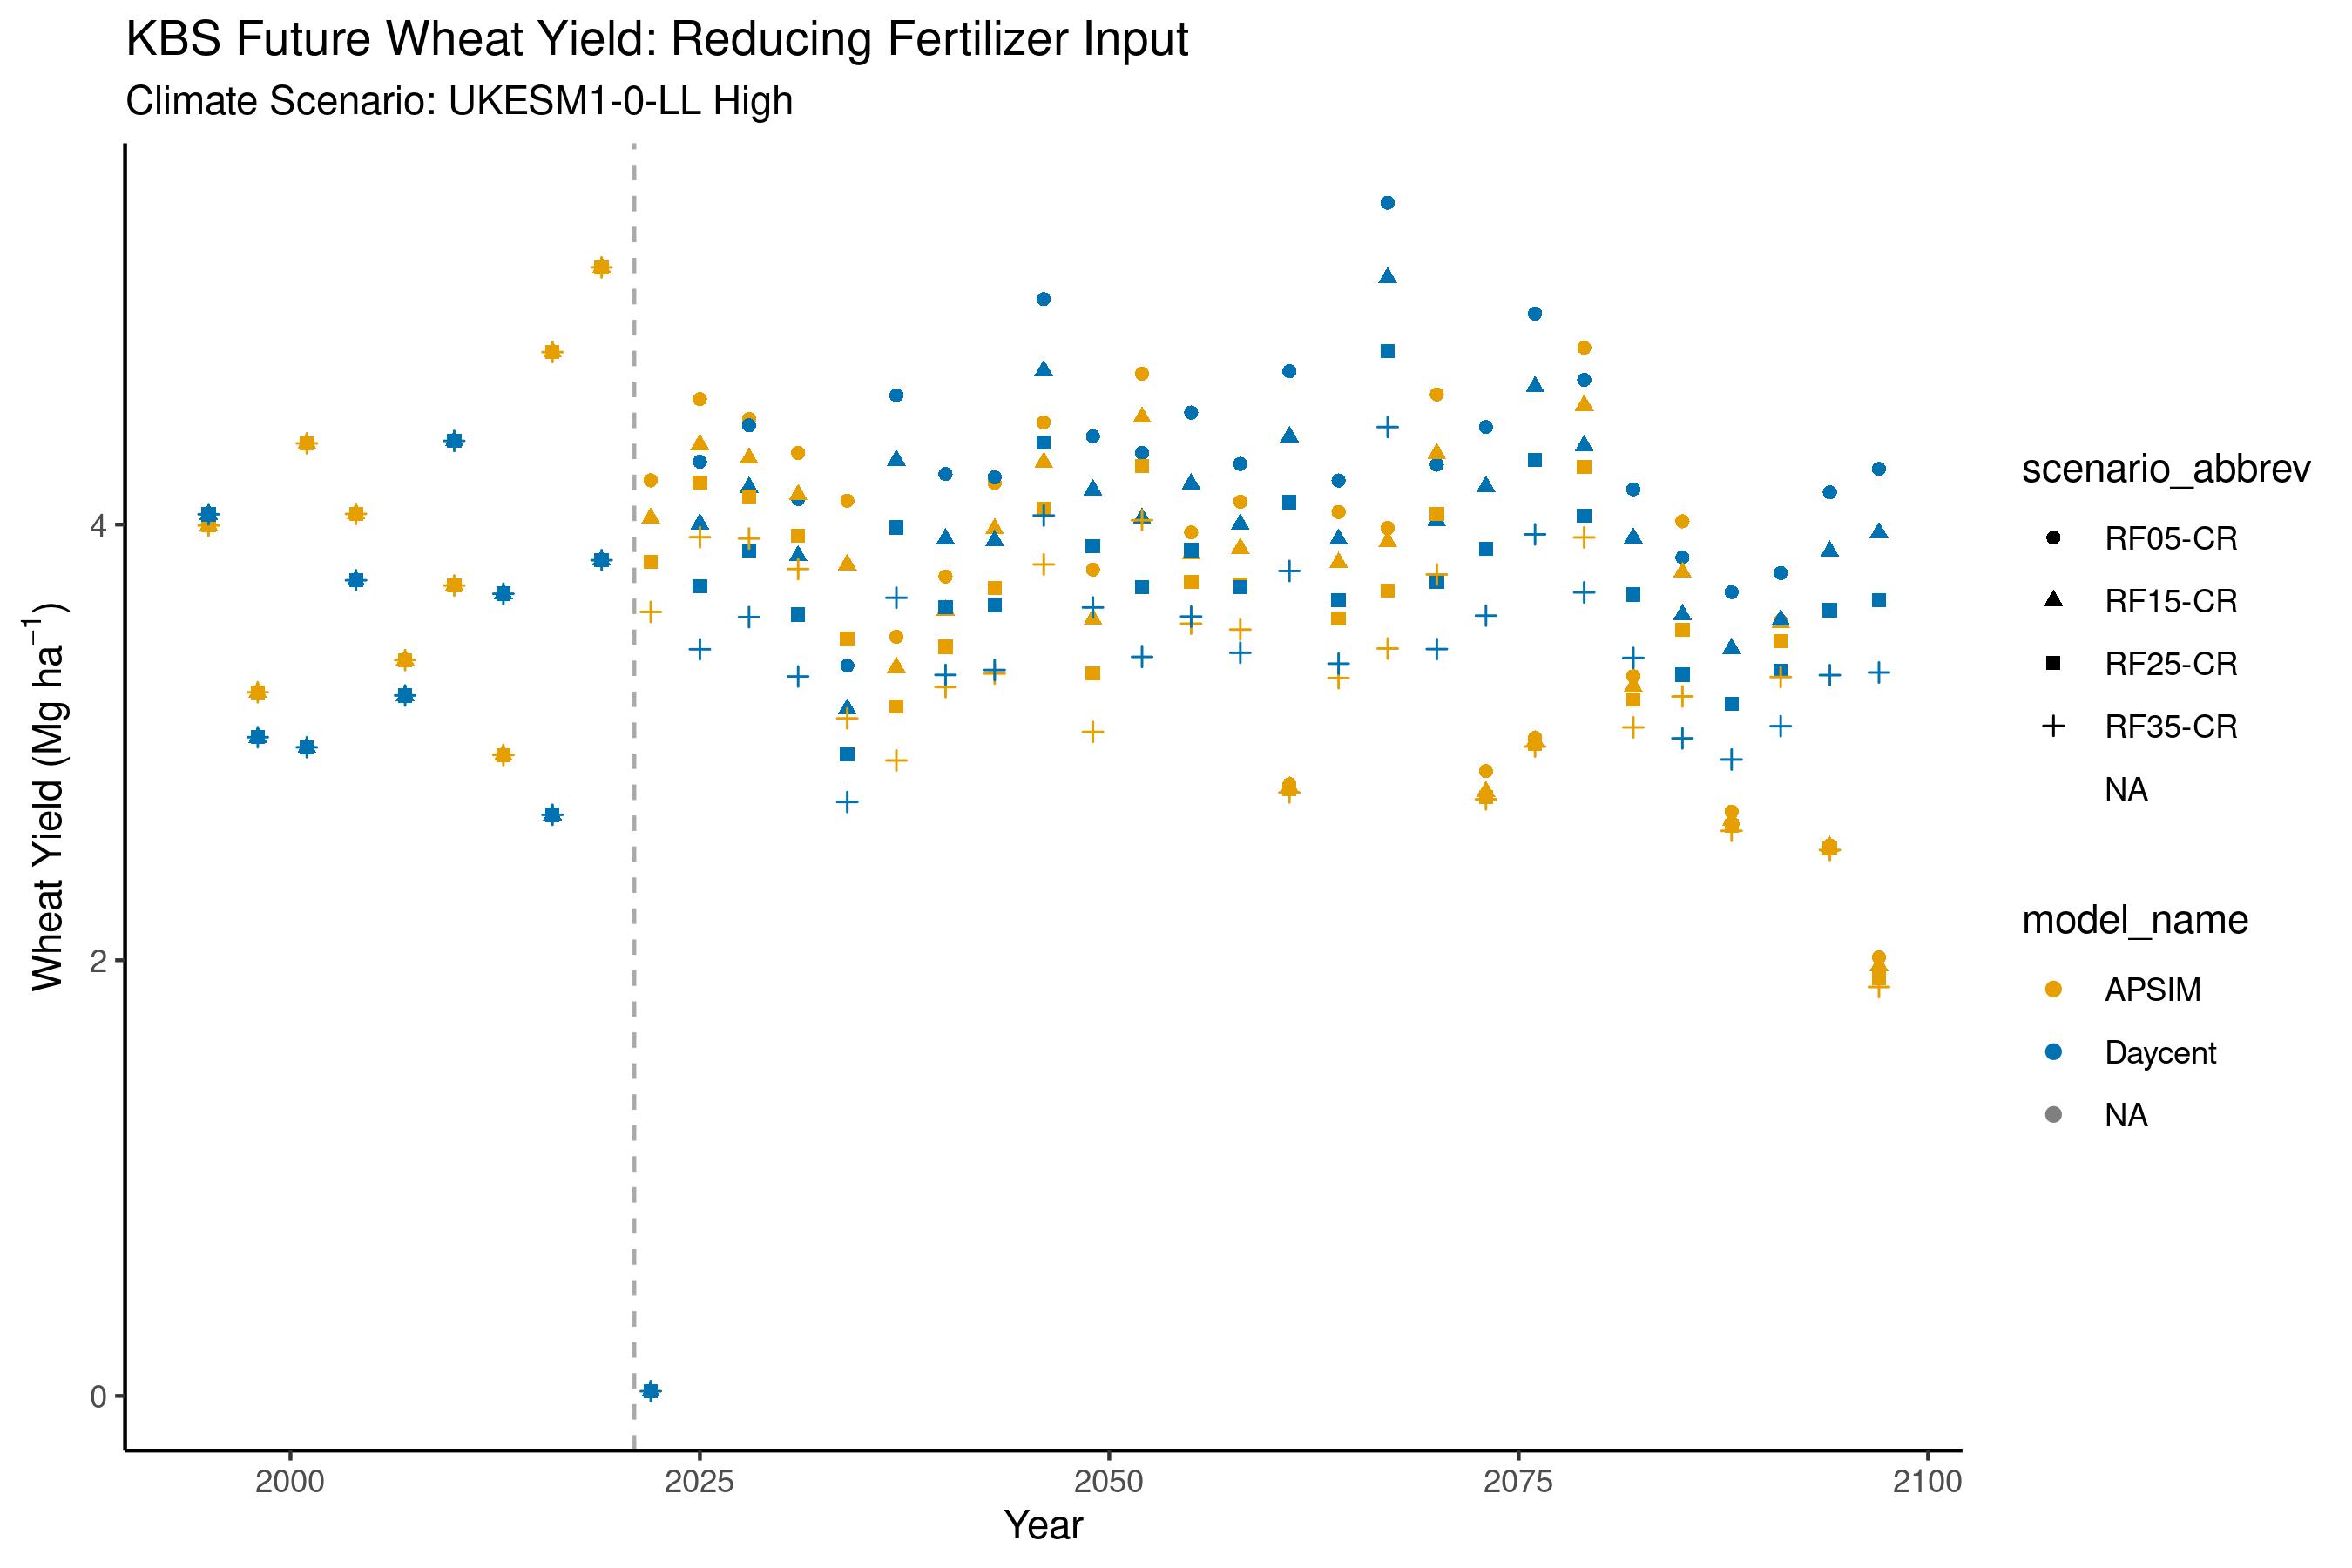 KBS Future Wheat Yield: Reducing Fertilizer Input
Climate Scenario: UKESM1-0-LL High
Wheat Yield (Mg ha⁻¹)
4
2
0
2000
2025
2050
2075
2100
Year
scenario_abbrev
RF05-CR
RF15-CR
RF25-CR
RF35-CR
NA
model_name
APSIM
Daycent
NA